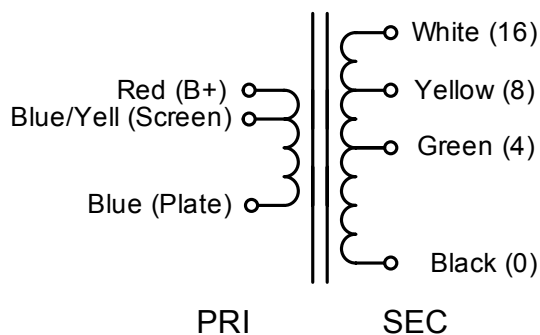 White (16)
Red (B+)
Yellow (8)
Blue/Yell (Screen)
Green (4)
Blue (Plate)
Black (0)
PRI
SEC